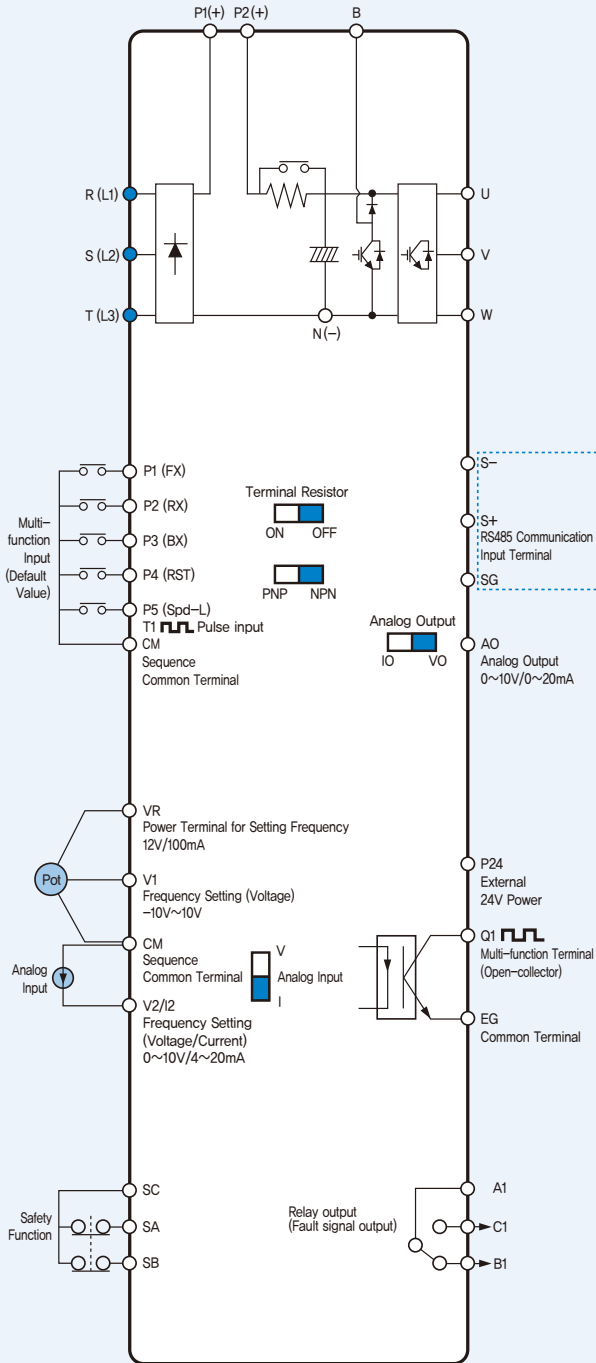 P1(+) P2(+) B
R (L1)
S (L2)
T (L3)
U
V
W
N(−)
Multi-
function
Input
(Default
Value)
P1 (FX)
P2 (RX)
P3 (BX)
P4 (RST)
P5 (Spd-L)
T1 Pulse input
CM
Sequence
Common Terminal
Terminal Resistor
ON OFF
PNP NPN
Analog Output
IO VO
S−
S+
RS485 Communication
Input Terminal
SG
AO
Analog Output
0~10V/0~20mA
Pot
VR
Power Terminal for Setting Frequency
12V/100mA
V1
Frequency Setting (Voltage)
−10V~10V
CM
Sequence
Common Terminal
Analog
Input
V2/I2
Frequency Setting
(Voltage/Current)
0~10V/4~20mA
V
Analog Input
I
P24
External
24V Power
Q1
Multi-function Terminal
(Open-collector)
EG
Common Terminal
Safety
Function
SC
SA
SB
Relay output
(Fault signal output)
A1
C1
B1